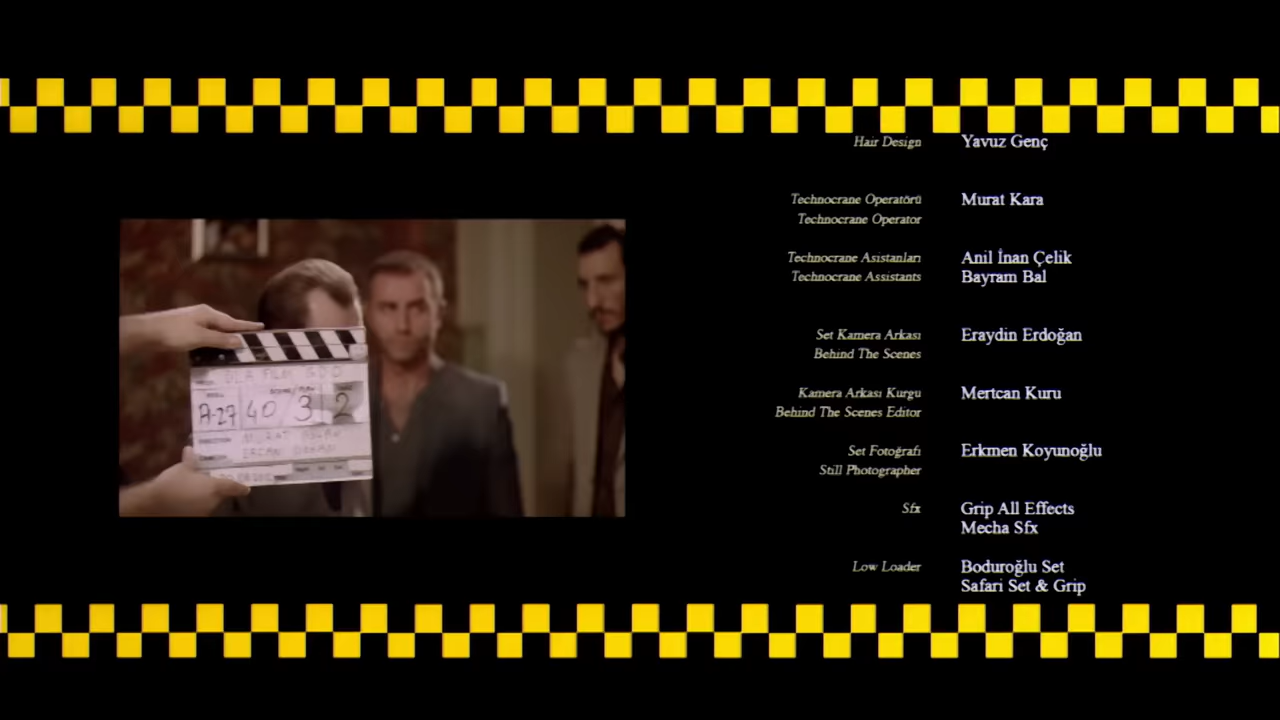 Hair Design Yavuz Genç
Technocrane Operatörü Murat Kara
Technocrane Operator
Technocrane Asistanları Anil İnan Çelik
Technocrane Assistants Bayram Bal
Set Kamera Arkası Eraydin Erdoğan
Behind The Scenes
Kamera Arkası Kurgu Mertcan Kuru
Behind The Scenes Editor
Set Fotoğrafı Erkmen Koyunoğlu
Still Photographer
Sfx Grip All Effects
Mecha Sfx
Low Loader Boduroğlu Set
Safari Set & Grip
A-27 40/3 2
MURAT